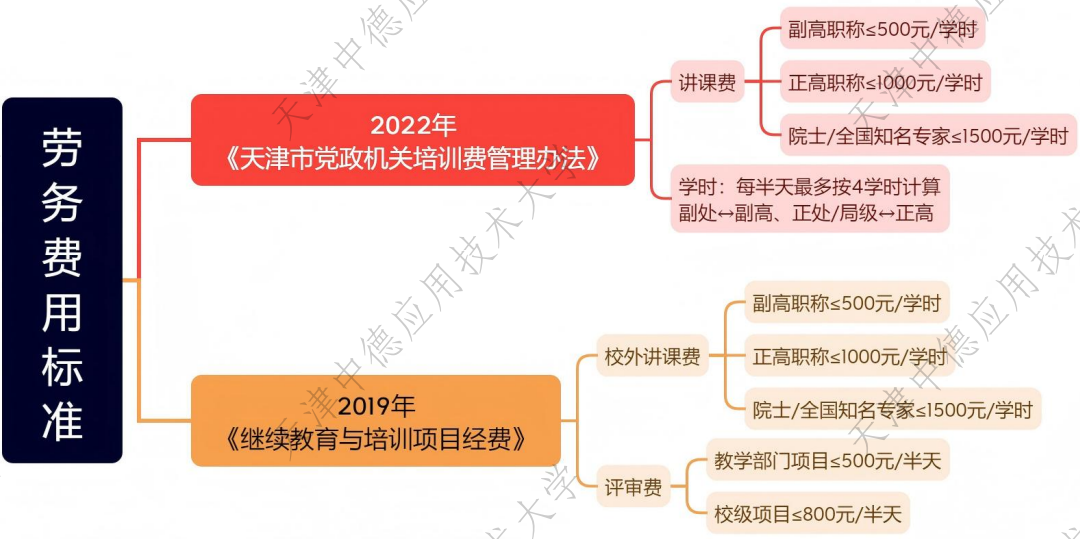 劳务费用标准
2022年
《天津市党政机关培训费管理办法》
讲课费
副高职称≤500元/学时
正高职称≤1000元/学时
院士/全国知名专家≤1500元/学时
学时：每半天最多按4学时计算
副处↔副高、正处/局级↔正高
2019年
《继续教育与培训项目经费》
校外讲课费
副高职称≤500元/学时
正高职称≤1000元/学时
院士/全国知名专家≤1500元/学时
评审费
教学部门项目≤500元/半天
校级项目≤800元/半天
天津中德应用技术大学